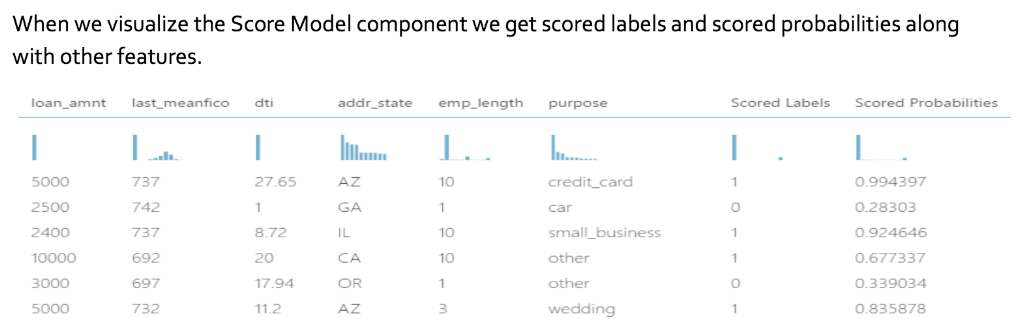 When we visualize the Score Model component we get scored labels and scored probabilities along
with other features.
loan_amnt last_meanfico dti addr_state emp_length purpose Scored Labels Scored Probabilities
5000 737 27.65 AZ 10 credit_card 1 0.994397
2500 742 1 GA 1 car 0 0.28303
2400 737 8.72 IL 10 small_business 1 0.924646
10000 692 20 CA 10 other 1 0.677337
3000 697 17.94 OR 1 other 0 0.339034
5000 732 11.2 AZ 3 wedding 1 0.835878